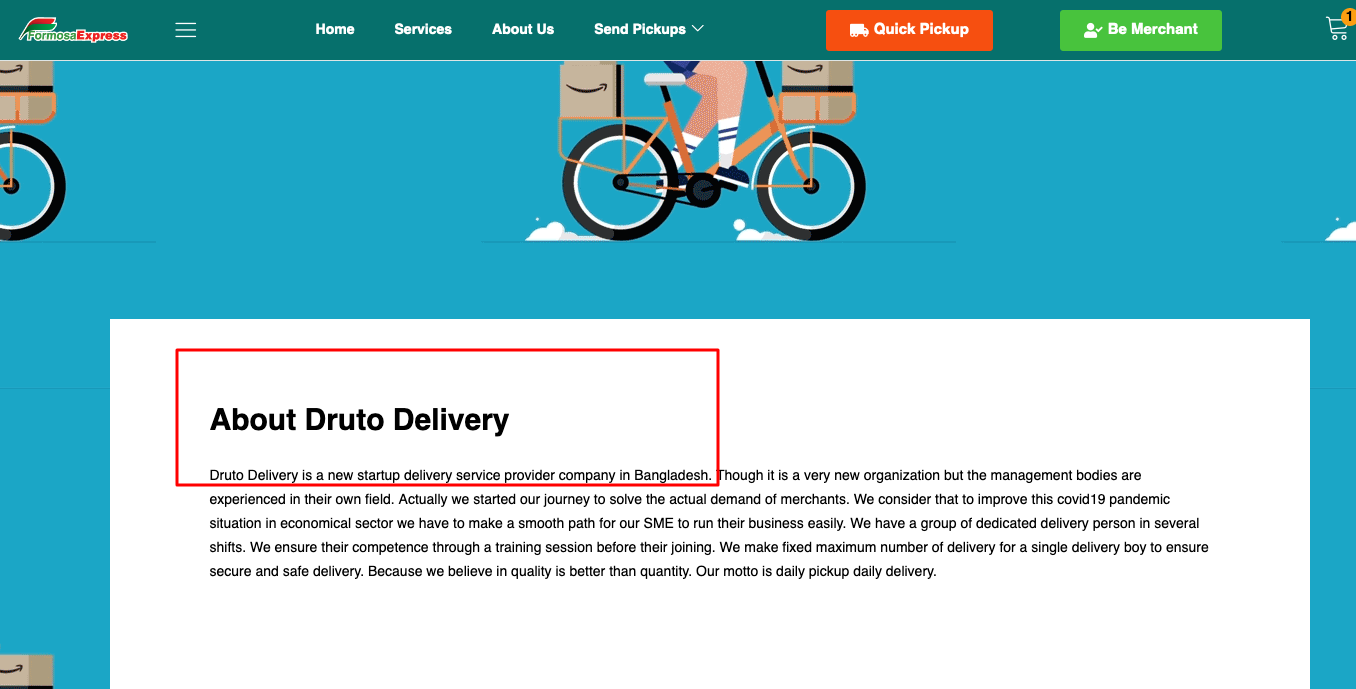 FormosaExpress
Home Services About Us Send Pickups Quick Pickup Be Merchant 1
About Druto Delivery
Druto Delivery is a new startup delivery service provider company in Bangladesh. Though it is a very new organization but the management bodies are
experienced in their own field. Actually we started our journey to solve the actual demand of merchants. We consider that to improve this covid19 pandemic
situation in economical sector we have to make a smooth path for our SME to run their business easily. We have a group of dedicated delivery person in several
shifts. We ensure their competence through a training session before their joining. We make fixed maximum number of delivery for a single delivery boy to ensure
secure and safe delivery. Because we believe in quality is better than quantity. Our motto is daily pickup daily delivery.